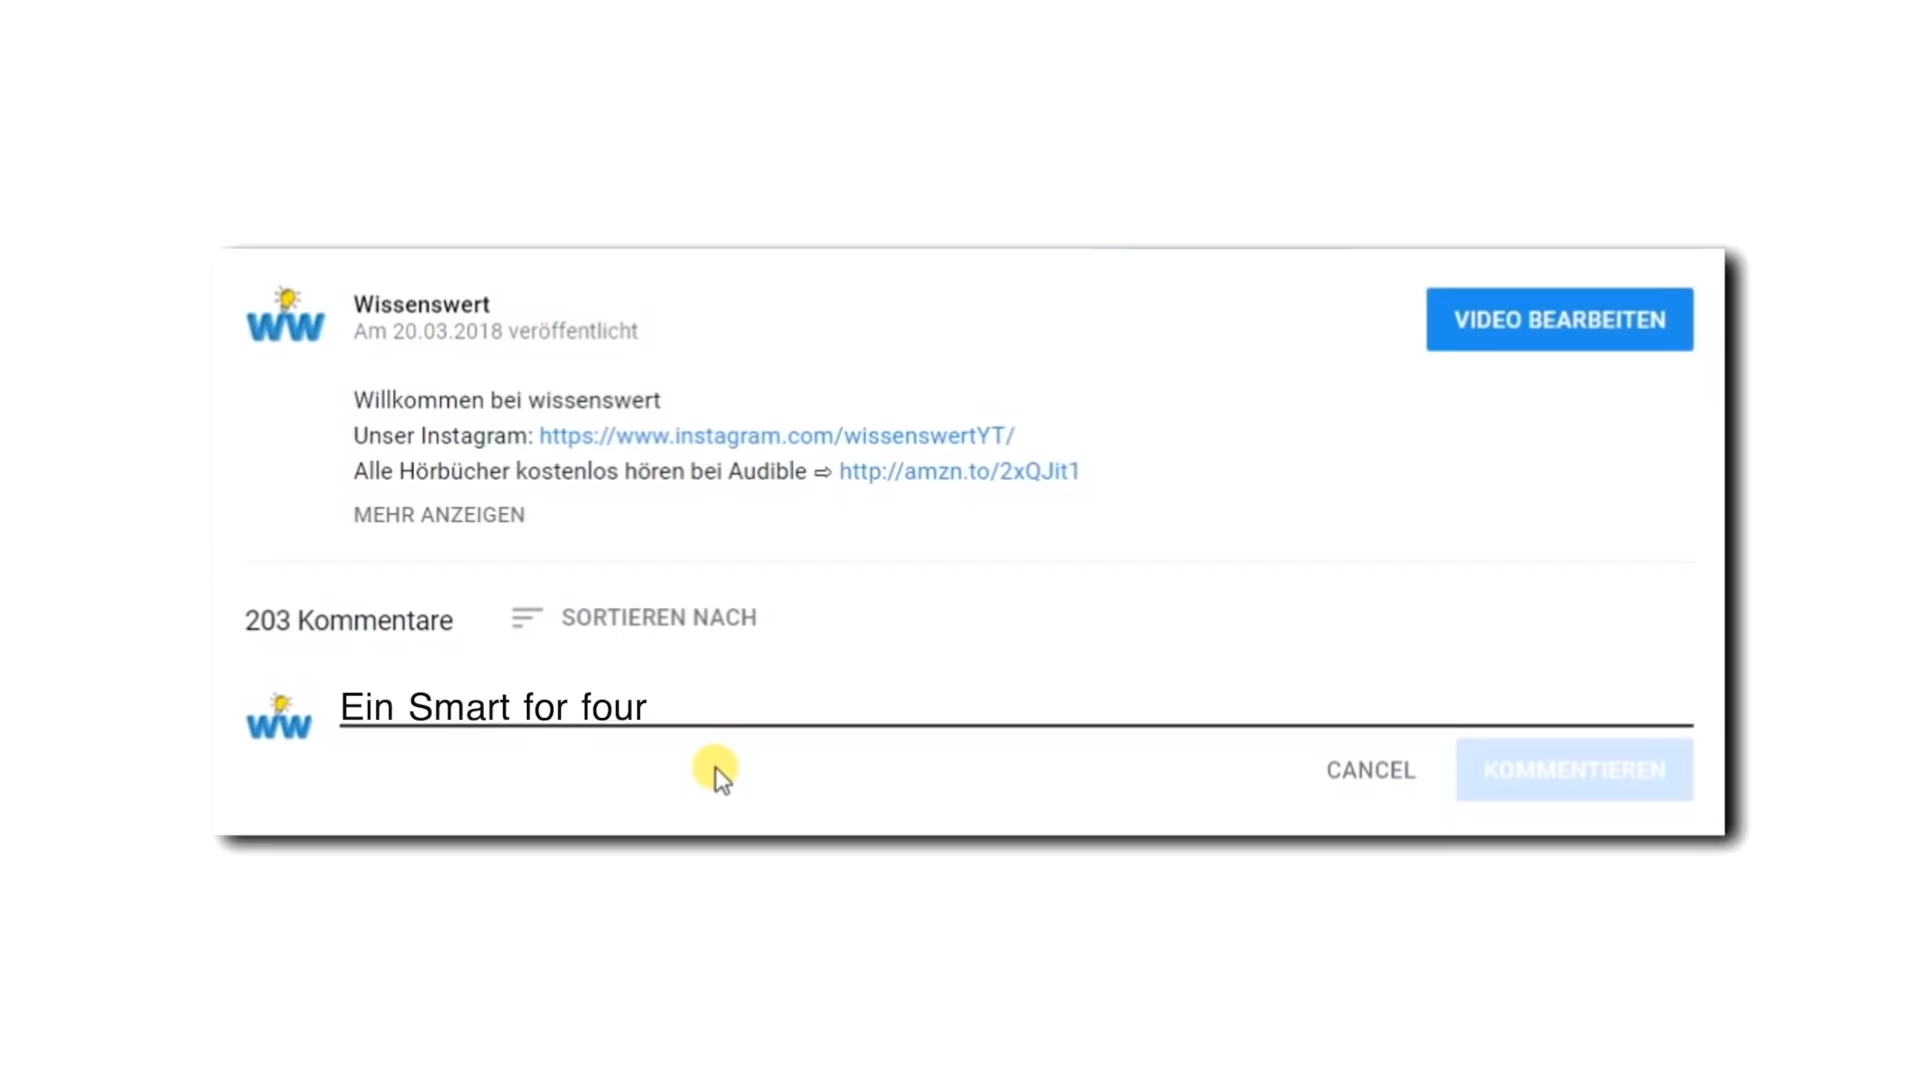 WW
Wissenswert
Am 20.03.2018 veröffentlicht
VIDEO BEARBEITEN
Willkommen bei wissenswert
Unser Instagram: https://www.instagram.com/wissenswertYT/
Alle Hörbücher kostenlos hören bei Audible ⇨ http://amzn.to/2xQJit1
MEHR ANZEIGEN
203 Kommentare
SORTIEREN NACH
WW
Ein Smart for four
CANCEL
KOMMENTIEREN